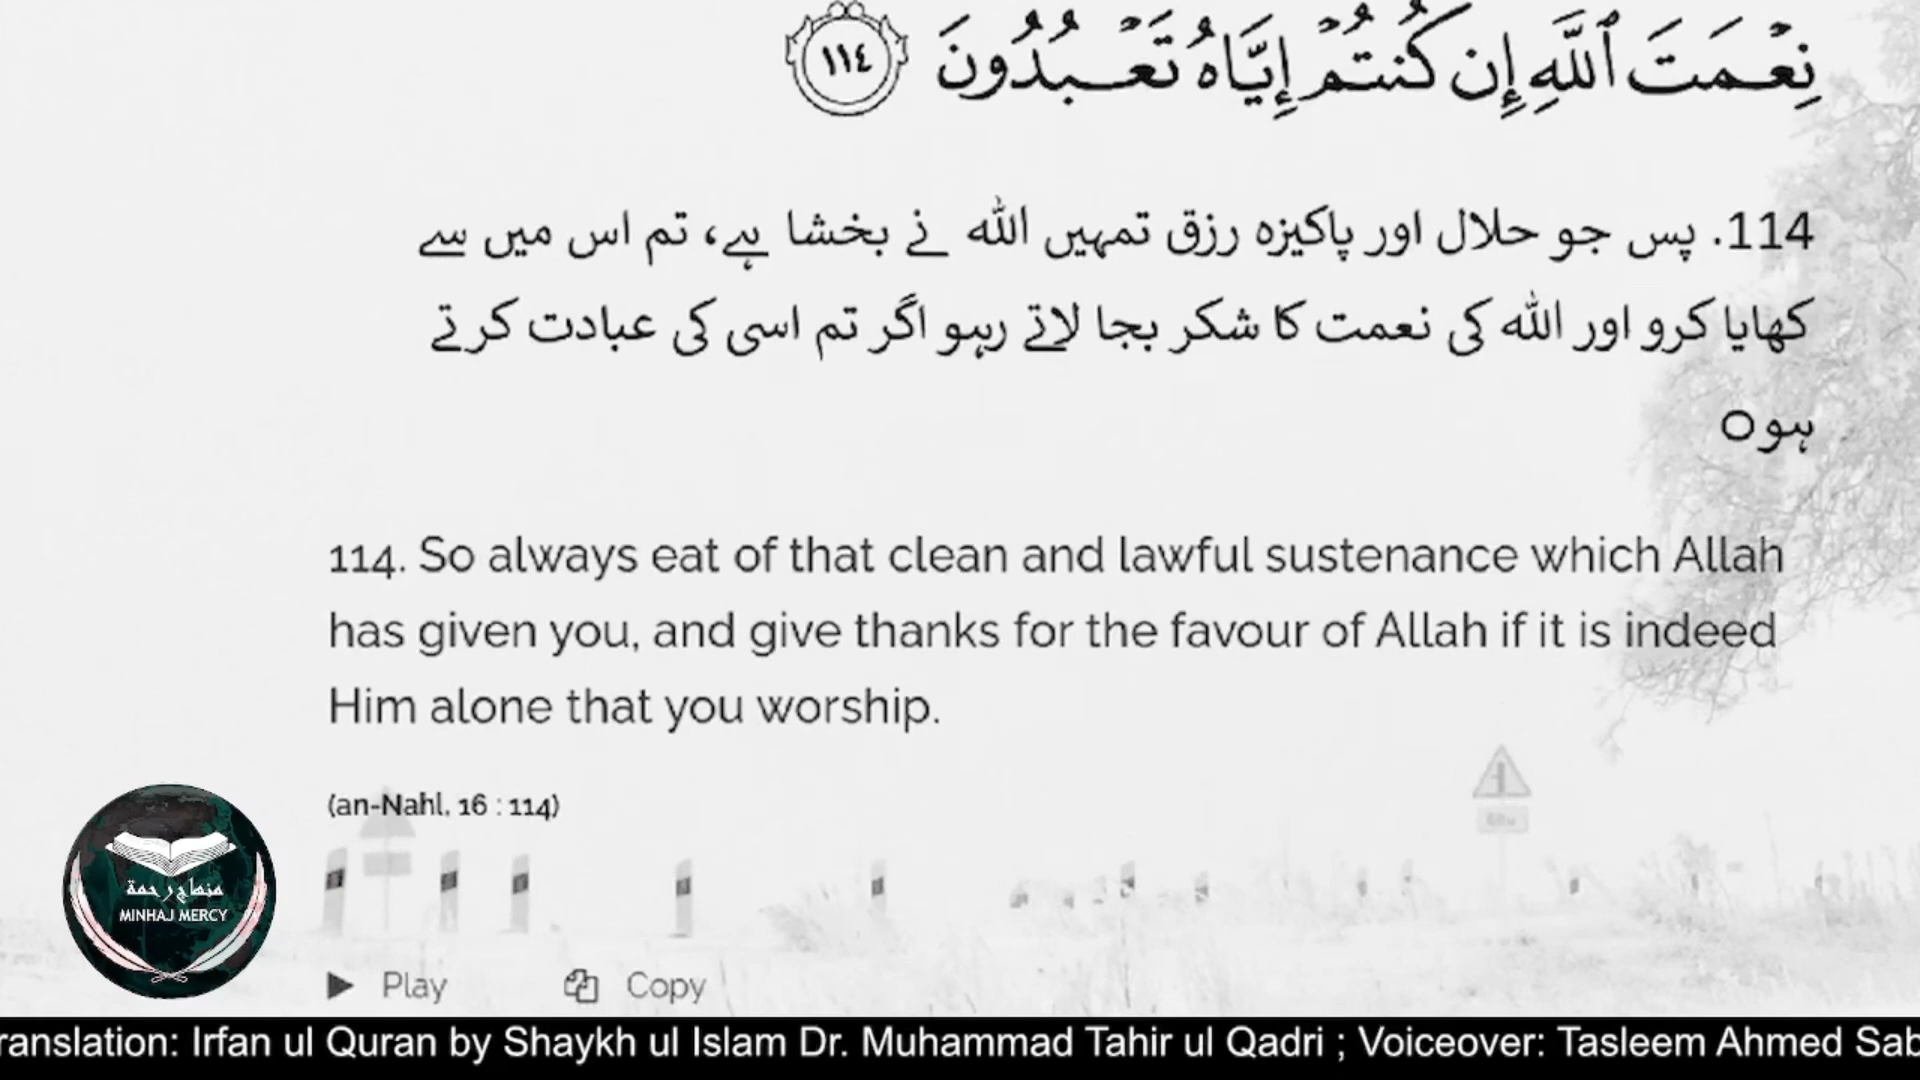 نِعۡمَتَ ٱللَّهِ إِن كُنتُمۡ إِيَّاهُ تَعۡبُدُونَ ١١٤
114. پس جو حلال اور پاکیزہ رزق تمہیں اللہ نے بخشا ہے، تم اس میں سے
کھایا کرو اور اللہ کی نعمت کا شکر بجا لاتے رہو اگر تم اسی کی عبادت کرتے
ہوo
114. So always eat of that clean and lawful sustenance which Allah
has given you, and give thanks for the favour of Allah if it is indeed
Him alone that you worship.
(an-Nahl, 16 : 114)
منهاج رحمة
MINHAJ MERCY
Play Copy
ranslation: Irfan ul Quran by Shaykh ul Islam Dr. Muhammad Tahir ul Qadri ; Voiceover: Tasleem Ahmed Sab